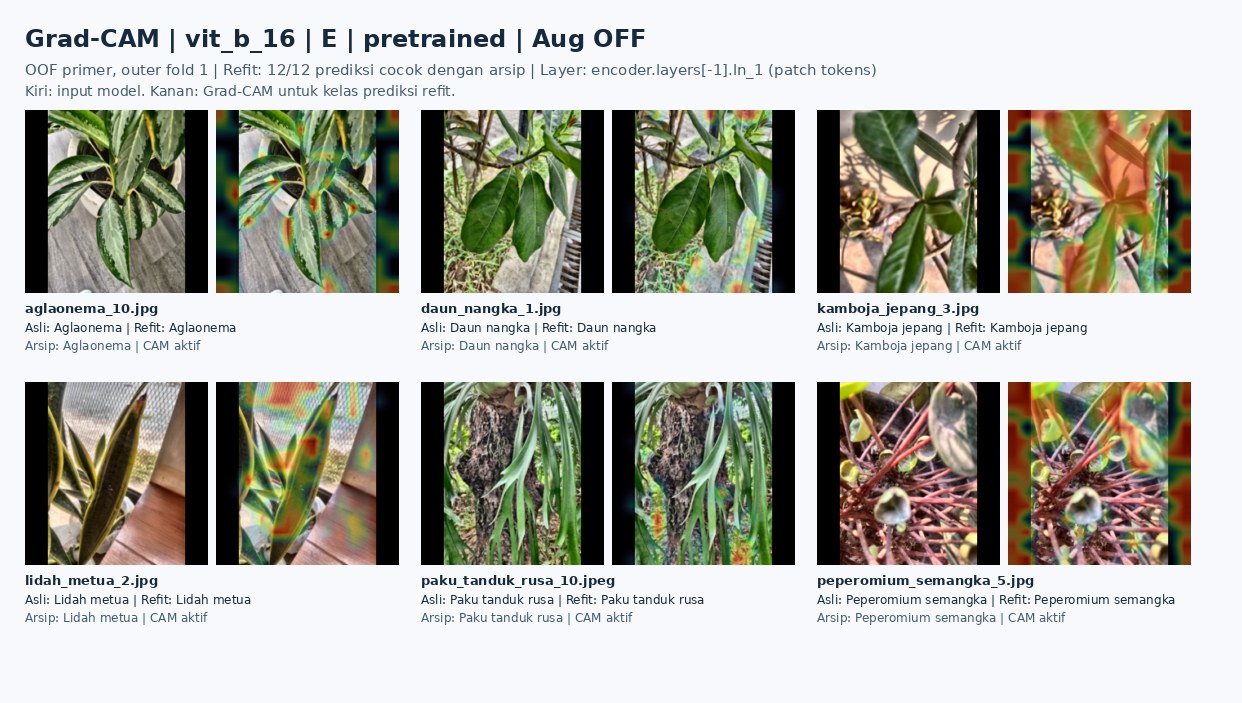 Grad-CAM | vit_b_16 | E | pretrained | Aug OFF
OOF primer, outer fold 1 | Refit: 12/12 prediksi cocok dengan arsip | Layer: encoder.layers[-1].ln_1 (patch tokens)
Kiri: input model. Kanan: Grad-CAM untuk kelas prediksi refit.
aglaonema_10.jpg
Asli: Aglaonema | Refit: Aglaonema
Arsip: Aglaonema | CAM aktif
daun_nangka_1.jpg
Asli: Daun nangka | Refit: Daun nangka
Arsip: Daun nangka | CAM aktif
kamboja_jepang_3.jpg
Asli: Kamboja jepang | Refit: Kamboja jepang
Arsip: Kamboja jepang | CAM aktif
lidah_metua_2.jpg
Asli: Lidah metua | Refit: Lidah metua
Arsip: Lidah metua | CAM aktif
paku_tanduk_rusa_10.jpeg
Asli: Paku tanduk rusa | Refit: Paku tanduk rusa
Arsip: Paku tanduk rusa | CAM aktif
peperomium_semangka_5.jpg
Asli: Peperomium semangka | Refit: Peperomium semangka
Arsip: Peperomium semangka | CAM aktif